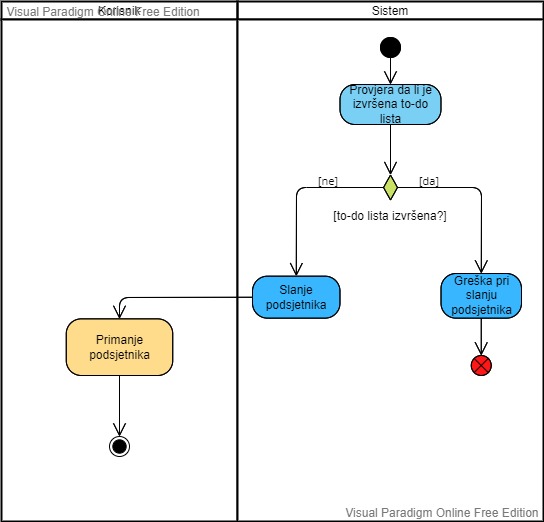 Visual Paradigm Online Free Edition
Korisnik
Sistem
Provjera da li je
izvršena to-do
lista
[ne]
[da]
[to-do lista izvršena?]
Slanje
podsjetnika
Greška pri
slanju
podsjetnika
Primanje
podsjetnika
Visual Paradigm Online Free Edition